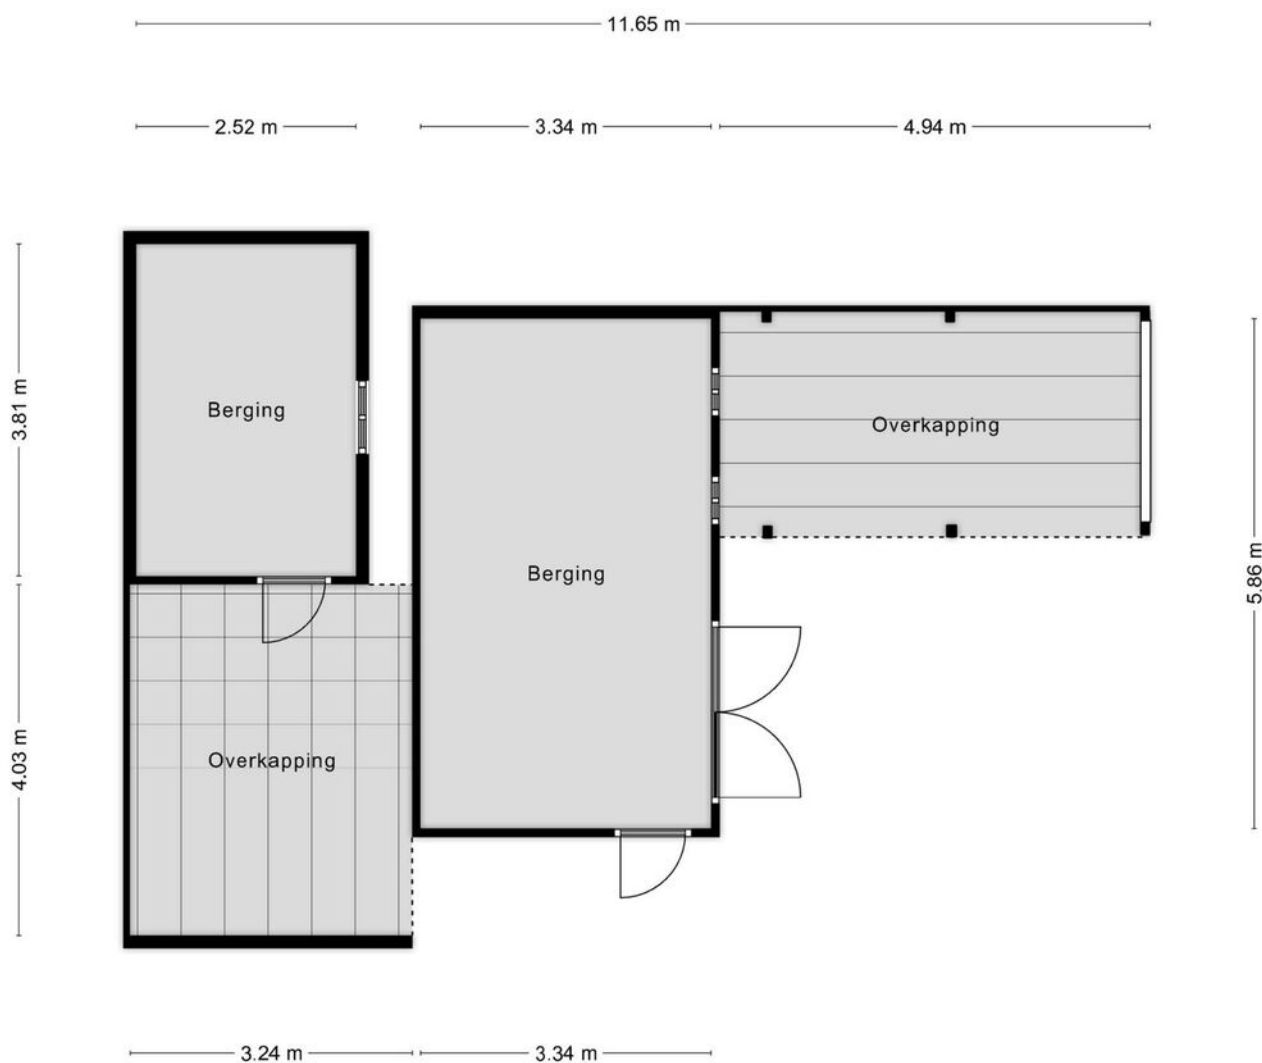 11.65 m
2.52 m
3.34 m
4.94 m
3.81 m
Berging
Overkapping
Berging
5.86 m
4.03 m
Overkapping
3.24 m
3.34 m